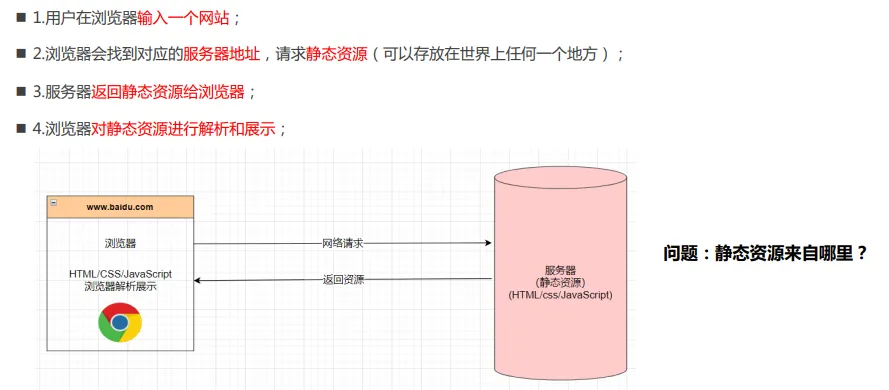 1.用户在浏览器输入一个网站；
2.浏览器会找到对应的服务器地址，请求静态资源（可以存放在世界上任何一个地方）；
3.服务器返回静态资源给浏览器；
4.浏览器对静态资源进行解析和展示；
www.baidu.com
浏览器
HTML/CSS/JavaScript
浏览器解析展示
网络请求
返回资源
服务器
(静态资源)
(HTML/css/JavaScript)
问题：静态资源来自哪里？